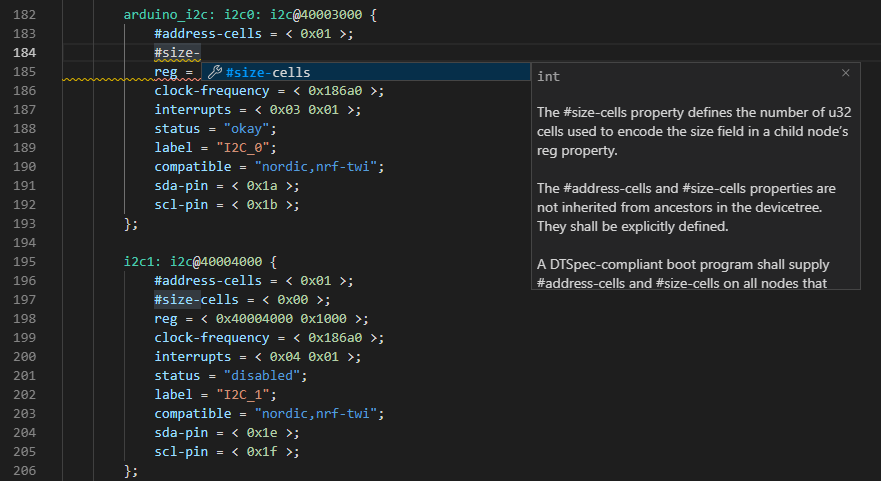 182 arduino_i2c: i2c0: i2c@40003000 {
183 #address-cells = < 0x01 >;
184 #size-
185 reg =
#size-cells
186 clock-frequency = < 0x186a0 >;
187 interrupts = < 0x03 0x01 >;
188 status = "okay";
189 label = "I2C_0";
190 compatible = "nordic,nrf-twi";
191 sda-pin = < 0x1a >;
192 scl-pin = < 0x1b >;
193 };
194
195 i2c1: i2c@40004000 {
196 #address-cells = < 0x01 >;
197 #size-cells = < 0x00 >;
198 reg = < 0x40004000 0x1000 >;
199 clock-frequency = < 0x186a0 >;
200 interrupts = < 0x04 0x01 >;
201 status = "disabled";
202 label = "I2C_1";
203 compatible = "nordic,nrf-twi";
204 sda-pin = < 0x1e >;
205 scl-pin = < 0x1f >;
206 };
int
The #size-cells property defines the number of u32
cells used to encode the size field in a child node’s
reg property.
The #address-cells and #size-cells properties are
not inherited from ancestors in the devicetree.
They shall be explicitly defined.
A DTSpec-compliant boot program shall supply
#address-cells and #size-cells on all nodes that